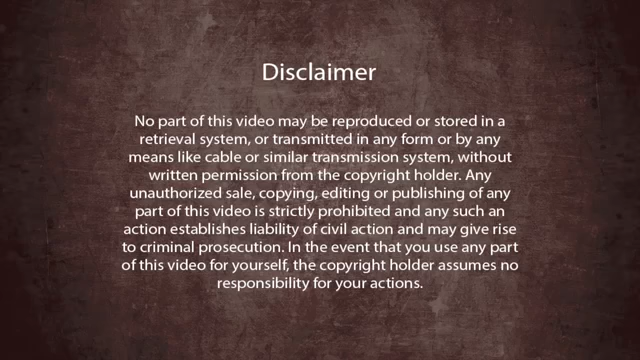 Disclaimer
No part of this video may be reproduced or stored in a
retrieval system, or transmitted in any form or by any
means like cable or similar transmission system, without
written permission from the copyright holder. Any
unauthorized sale, copying, editing or publishing of any
part of this video is strictly prohibited and any such an
action establishes liability of civil action and may give rise
to criminal prosecution. In the event that you use any part
of this video for yourself, the copyright holder assumes no
responsibility for your actions.